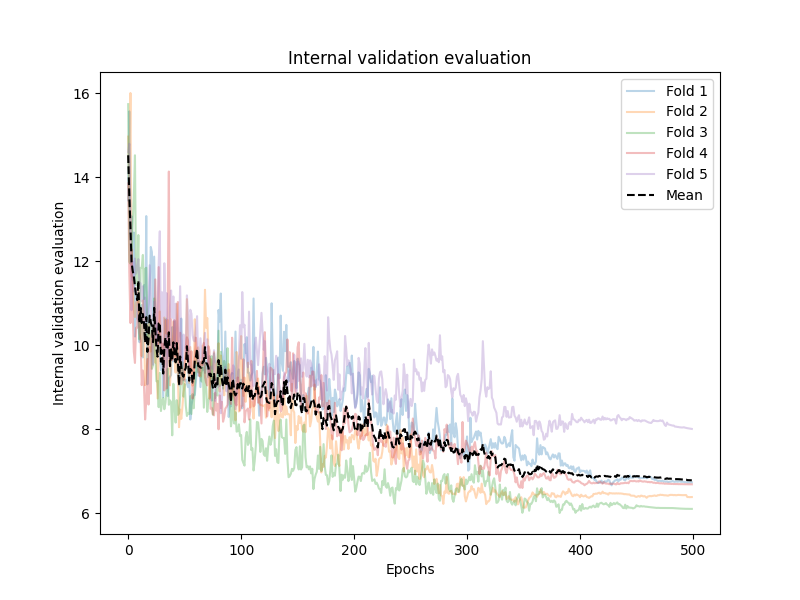 Internal validation evaluation
Internal validation evaluation
16
14
12
10
8
6
0
100
200
300
400
500
Epochs
Fold 1
Fold 2
Fold 3
Fold 4
Fold 5
Mean